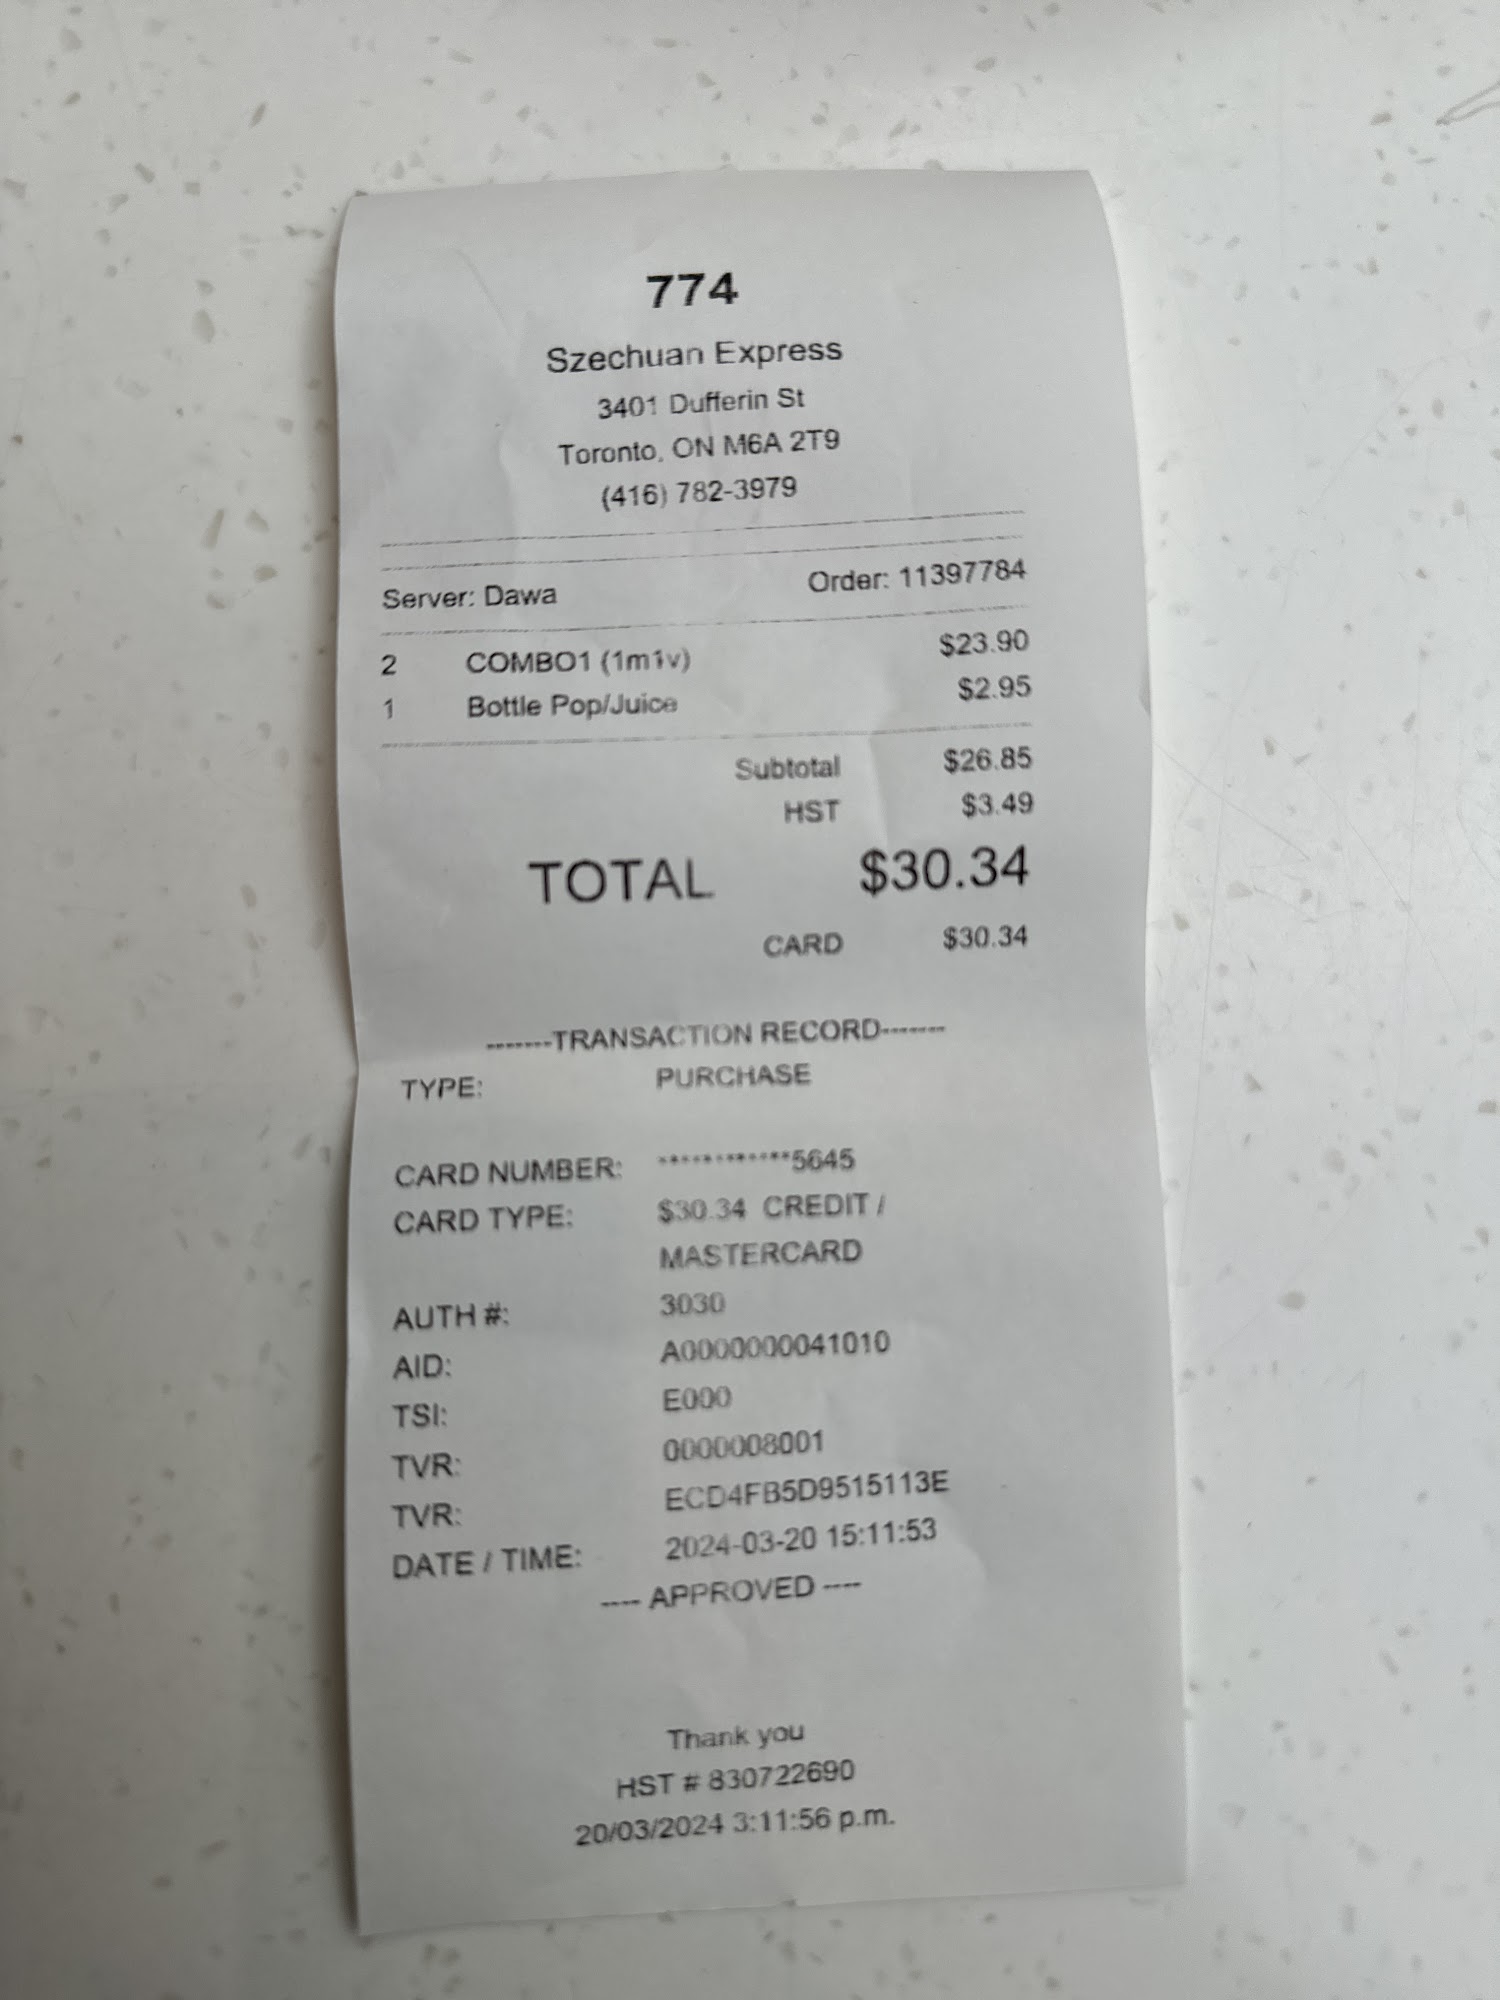 774
Szechuan Express
3401 Dufferin St
Toronto, ON M6A 2T9
(416) 782-3979
Server: Dawa Order: 11397784
2 COMBO1 (1m1v) $23.90
1 Bottle Pop/Juice $2.95
Subtotal $26.85
HST $3.49
TOTAL $30.34
CARD $30.34
-------TRANSACTION RECORD-------
TYPE: PURCHASE
CARD NUMBER: ************5645
CARD TYPE: $30.34 CREDIT /
MASTERCARD
AUTH #: 3030
AID: A0000000041010
TSI: E000
TVR: 0000008001
TVR: ECD4FB5D9515113E
DATE / TIME: 2024-03-20 15:11:53
---- APPROVED ----
Thank you
HST # 830722690
20/03/2024 3:11:56 p.m.